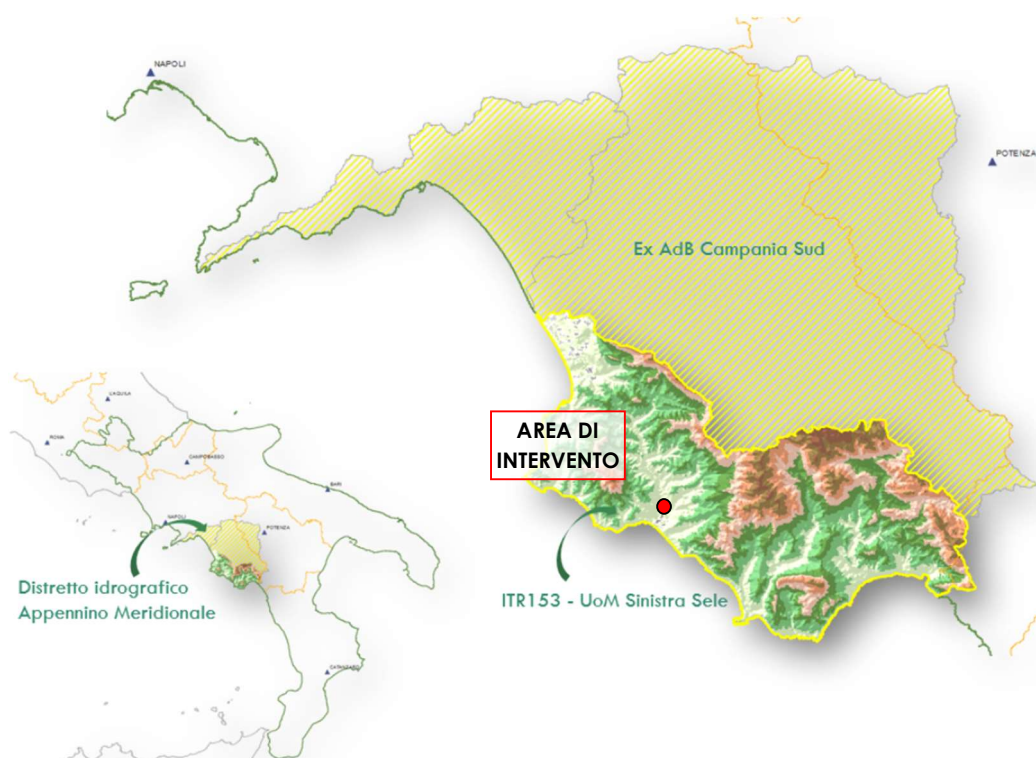 NAPOLI
POTENZA
Ex AdB Campania Sud
AREA DI
INTERVENTO
ITR153 - UoM Sinistra Sele
L'AQUILA
ROMA
CAMPOBASSO
BARI
NAPOLI
POTENZA
Distretto idrografico
Appennino Meridionale
CATANZARO